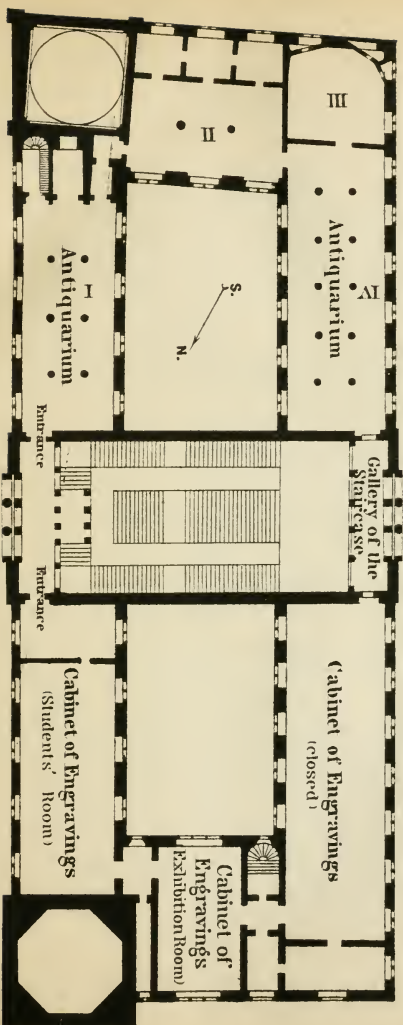 III
II
IV
Antiquarium
I
Antiquarium
S.
N.
Entrance
Gallery of the
Staircase
Entrance
Cabinet of Engravings
(Students' Room)
Cabinet of Engravings
(closed)
Cabinet of
Engravings
Exhibition Room)